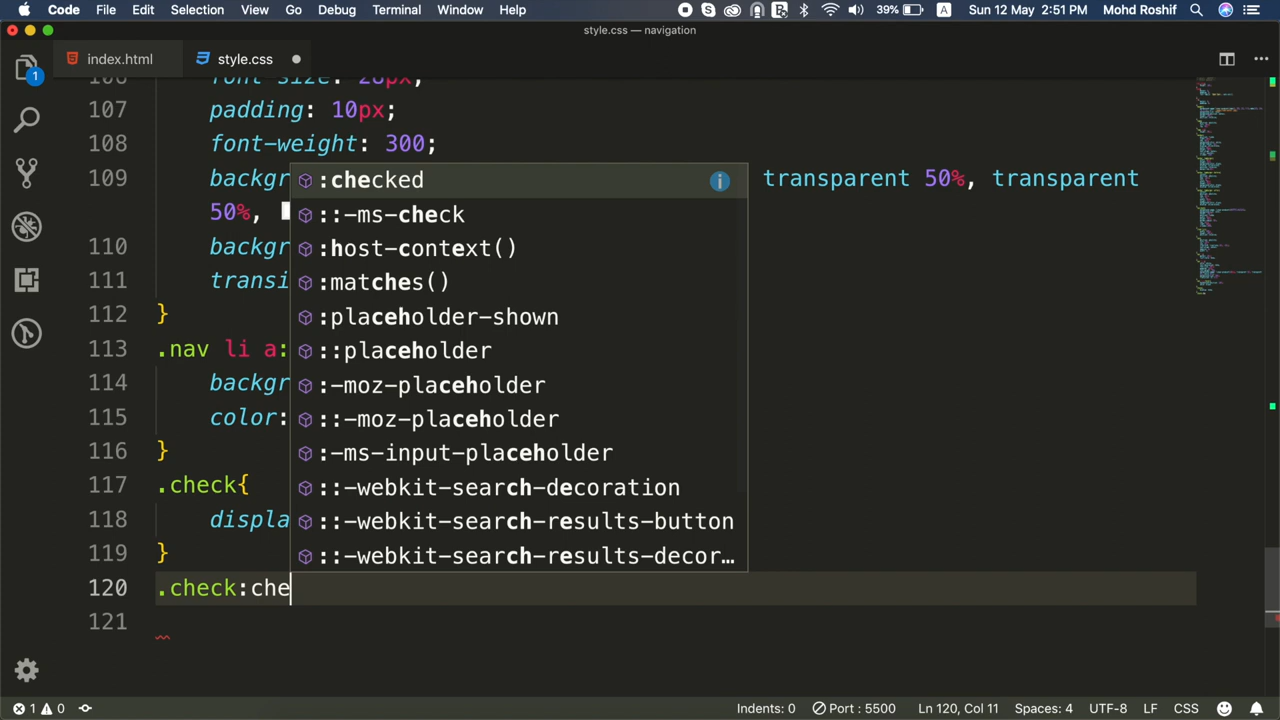 Code File Edit Selection View Go Debug Terminal Window Help 39% A Sun 12 May 2:51 PM Mohd Roshif
style.css — navigation
index.html style.css
1
107 padding: 10px;
108 font-weight: 300;
109 backgr transparent 50%, transparent
50%,
110 backgr
111 transi
112 }
113 .nav li a:
114 backgr
115 color:
116 }
117 .check{
118 displa
119 }
120 .check:che
121
:checked
::-ms-check
:host-context()
:matches()
:placeholder-shown
::placeholder
:-moz-placeholder
::-moz-placeholder
:-ms-input-placeholder
::-webkit-search-decoration
::-webkit-search-results-button
::-webkit-search-results-decor…
1 0 Indents: 0 Port : 5500 Ln 120, Col 11 Spaces: 4 UTF-8 LF CSS